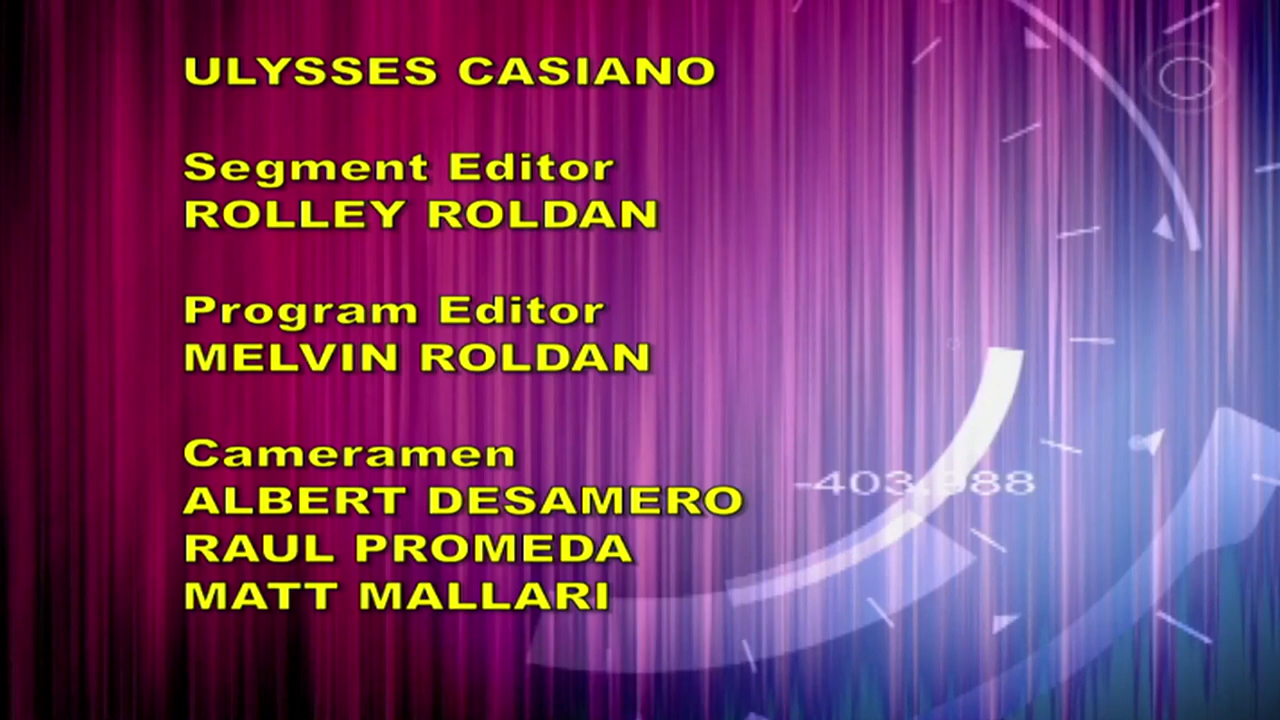 ULYSSES CASIANO
Segment Editor
ROLLEY ROLDAN
Program Editor
MELVIN ROLDAN
Cameramen
ALBERT DESAMERO
RAUL PROMEDA
MATT MALLARI